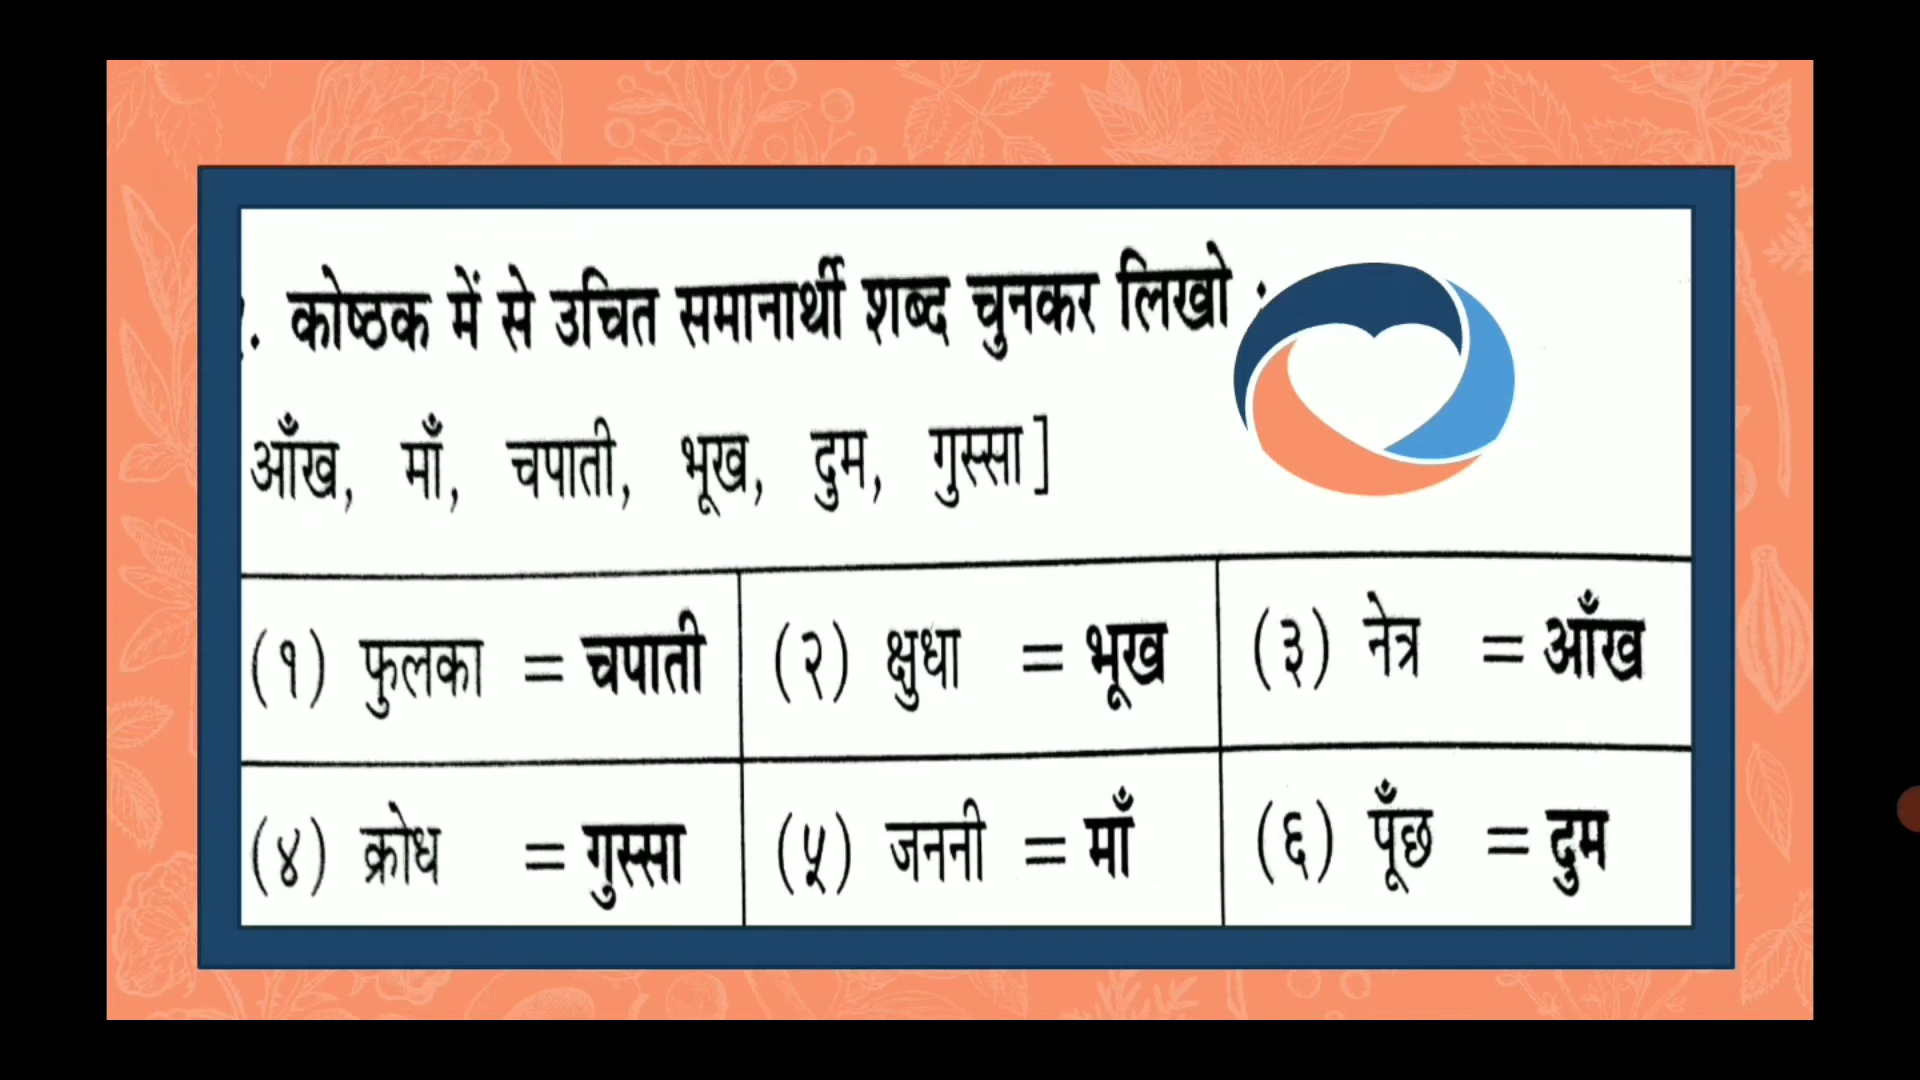 . कोष्ठक में से उचित समानार्थी शब्द चुनकर लिखो :
आँख, माँ, चपाती, भूख, दुम, गुस्सा]
(१) फुलका = चपाती (२) क्षुधा = भूख (३) नेत्र = आँख
(४) क्रोध = गुस्सा (५) जननी = माँ (६) पूँछ = दुम